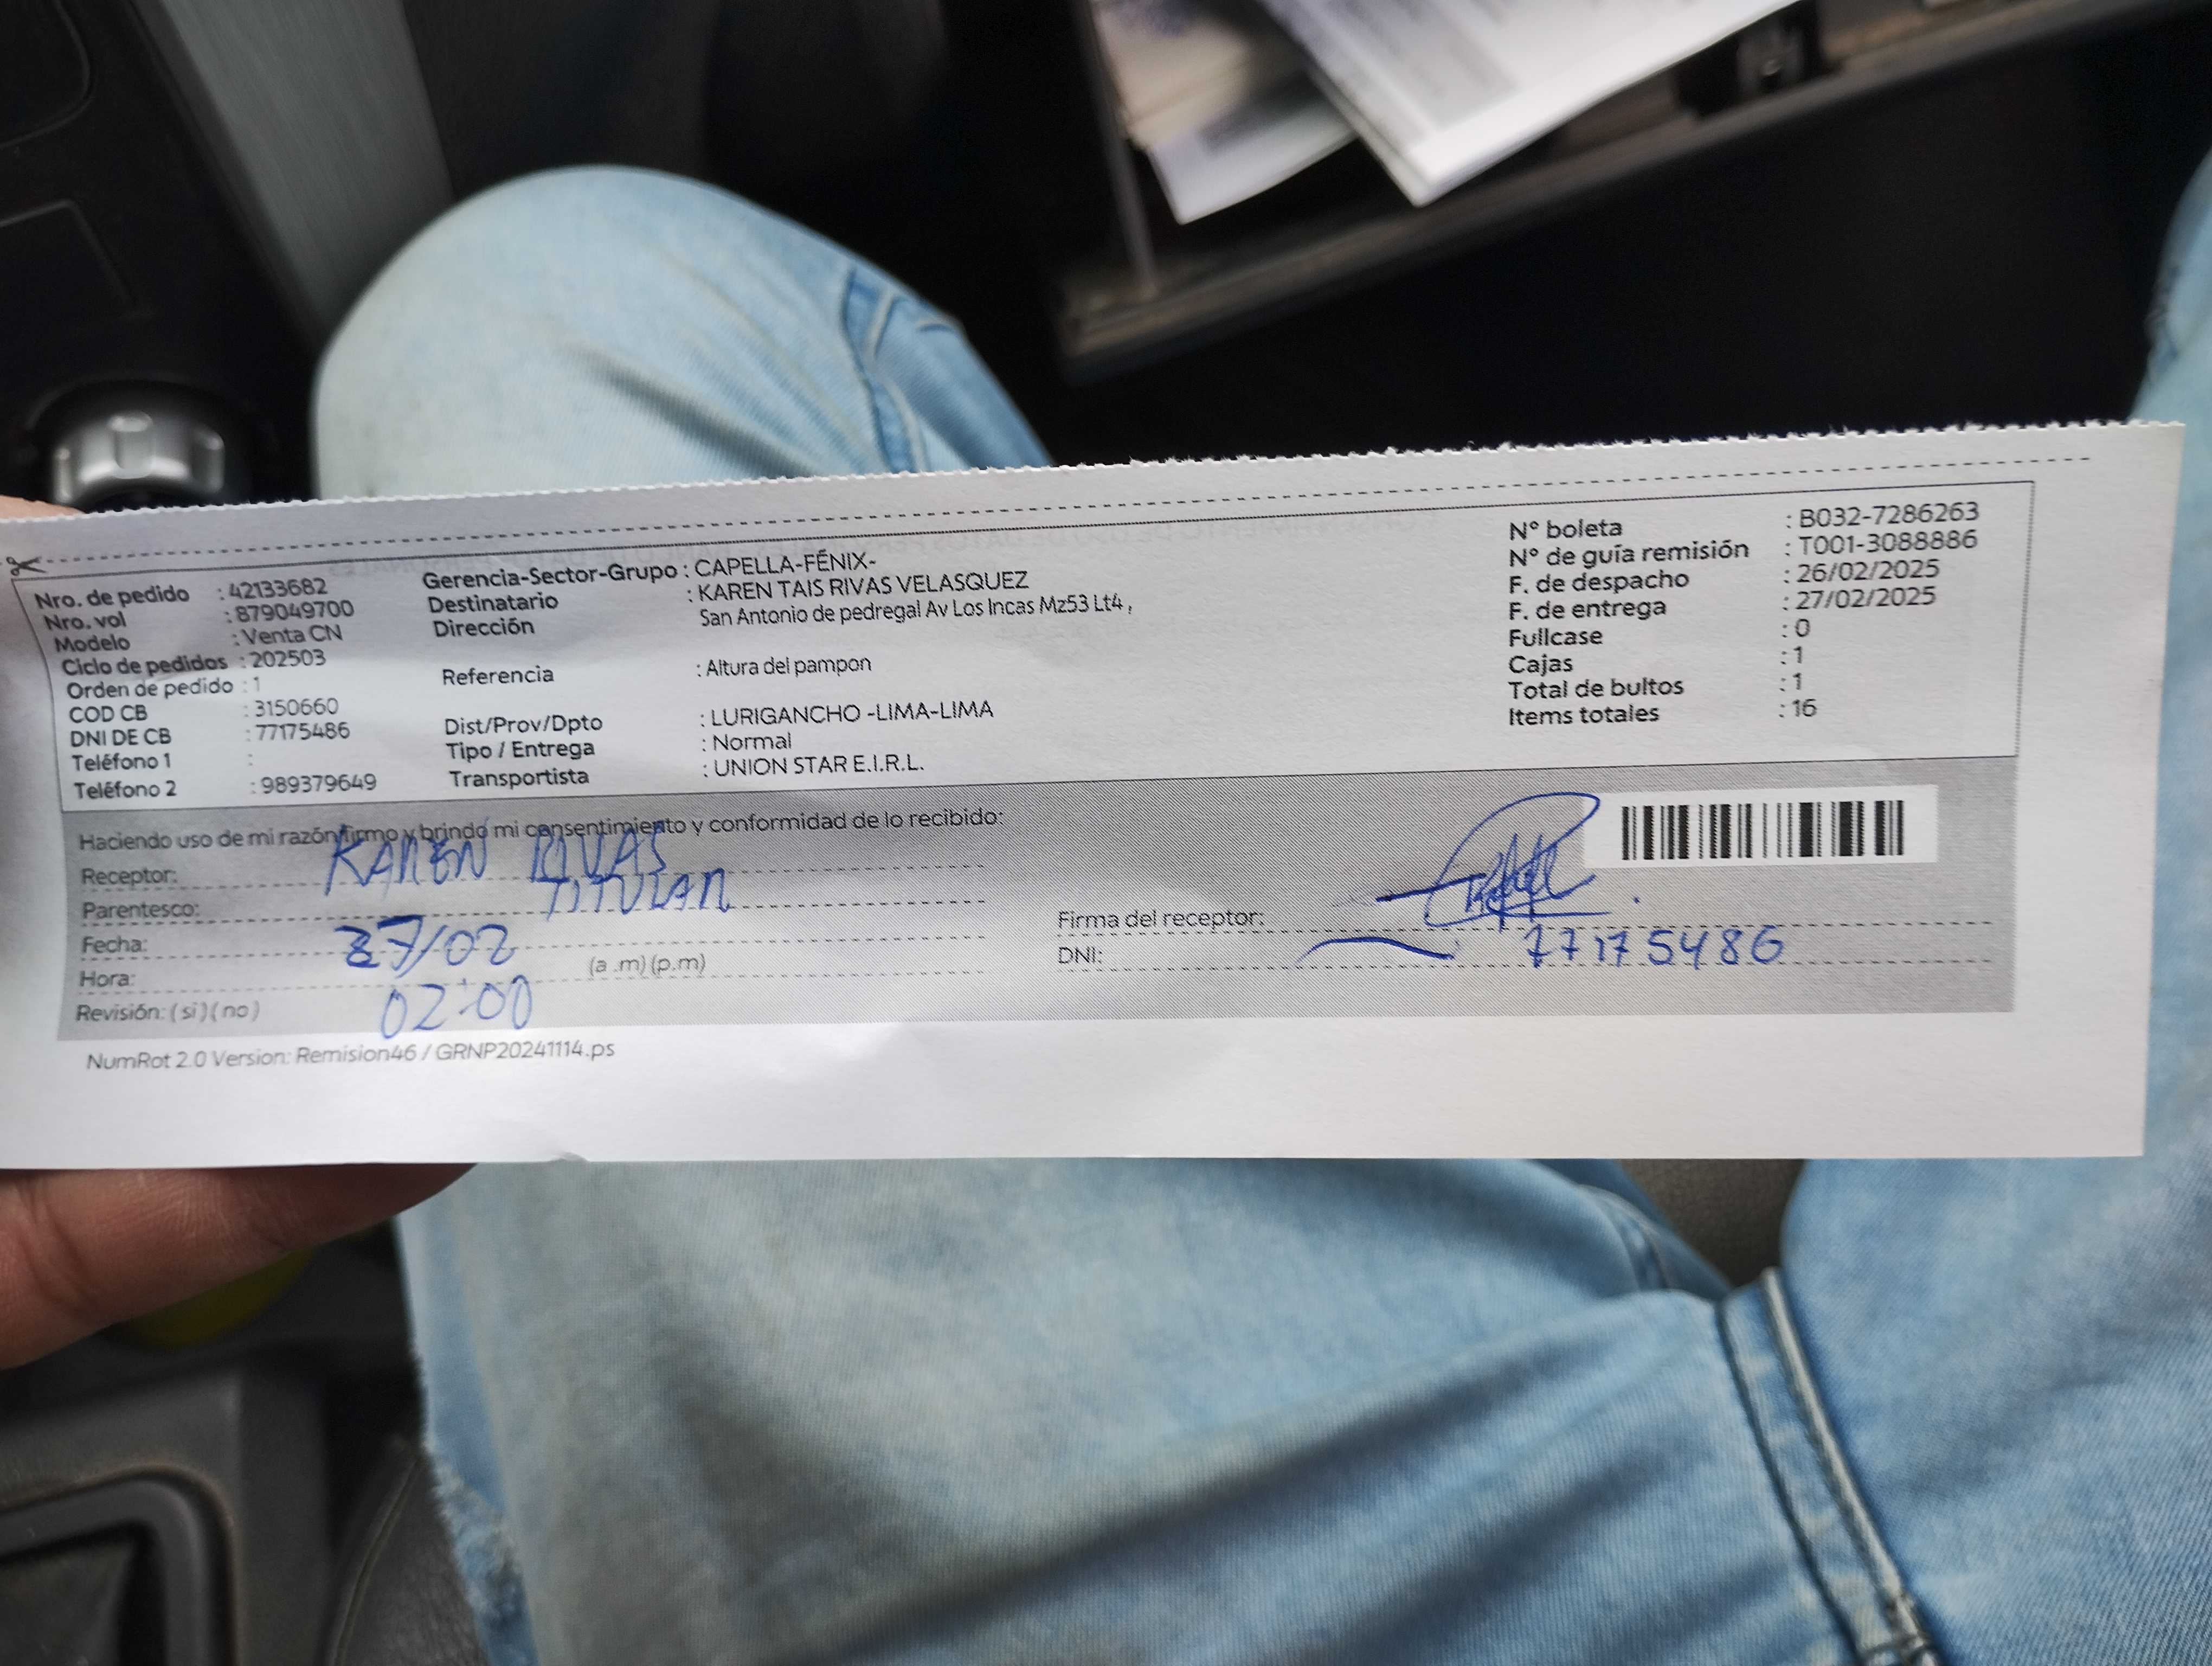 Nro. de pedido : 42133682
Nro. vol : 879049700
Modelo : Venta CN
Ciclo de pedidos : 202503
Orden de pedido : 1
COD CB : 3150660
DNI DE CB : 77175486
Teléfono 1 :
Teléfono 2 : 989379649
Gerencia-Sector-Grupo : CAPELLA-FÉNIX-
Destinatario : KAREN TAIS RIVAS VELASQUEZ
Dirección San Antonio de pedregal Av Los Incas Mz53 Lt4 ,
Referencia : Altura del pampon
Dist/Prov/Dpto : LURIGANCHO -LIMA-LIMA
Tipo / Entrega : Normal
Transportista : UNION STAR E.I.R.L.
N° boleta : B032-7286263
N° de guía remisión : T001-3088886
F. de despacho : 26/02/2025
F. de entrega : 27/02/2025
Fullcase : 0
Cajas : 1
Total de bultos : 1
Items totales : 16
Haciendo uso de mi razón firmo y brindo mi consentimiento y conformidad de lo recibido:
Receptor: KAREN RIVAS
Parentesco: TITULAR
Fecha: 27/02
Hora: 02:00 (a .m) (p.m)
Revisión: ( si ) ( no )
Firma del receptor:
DNI: 77175486
NumRot 2.0 Version: Remision46 / GRNP20241114.ps